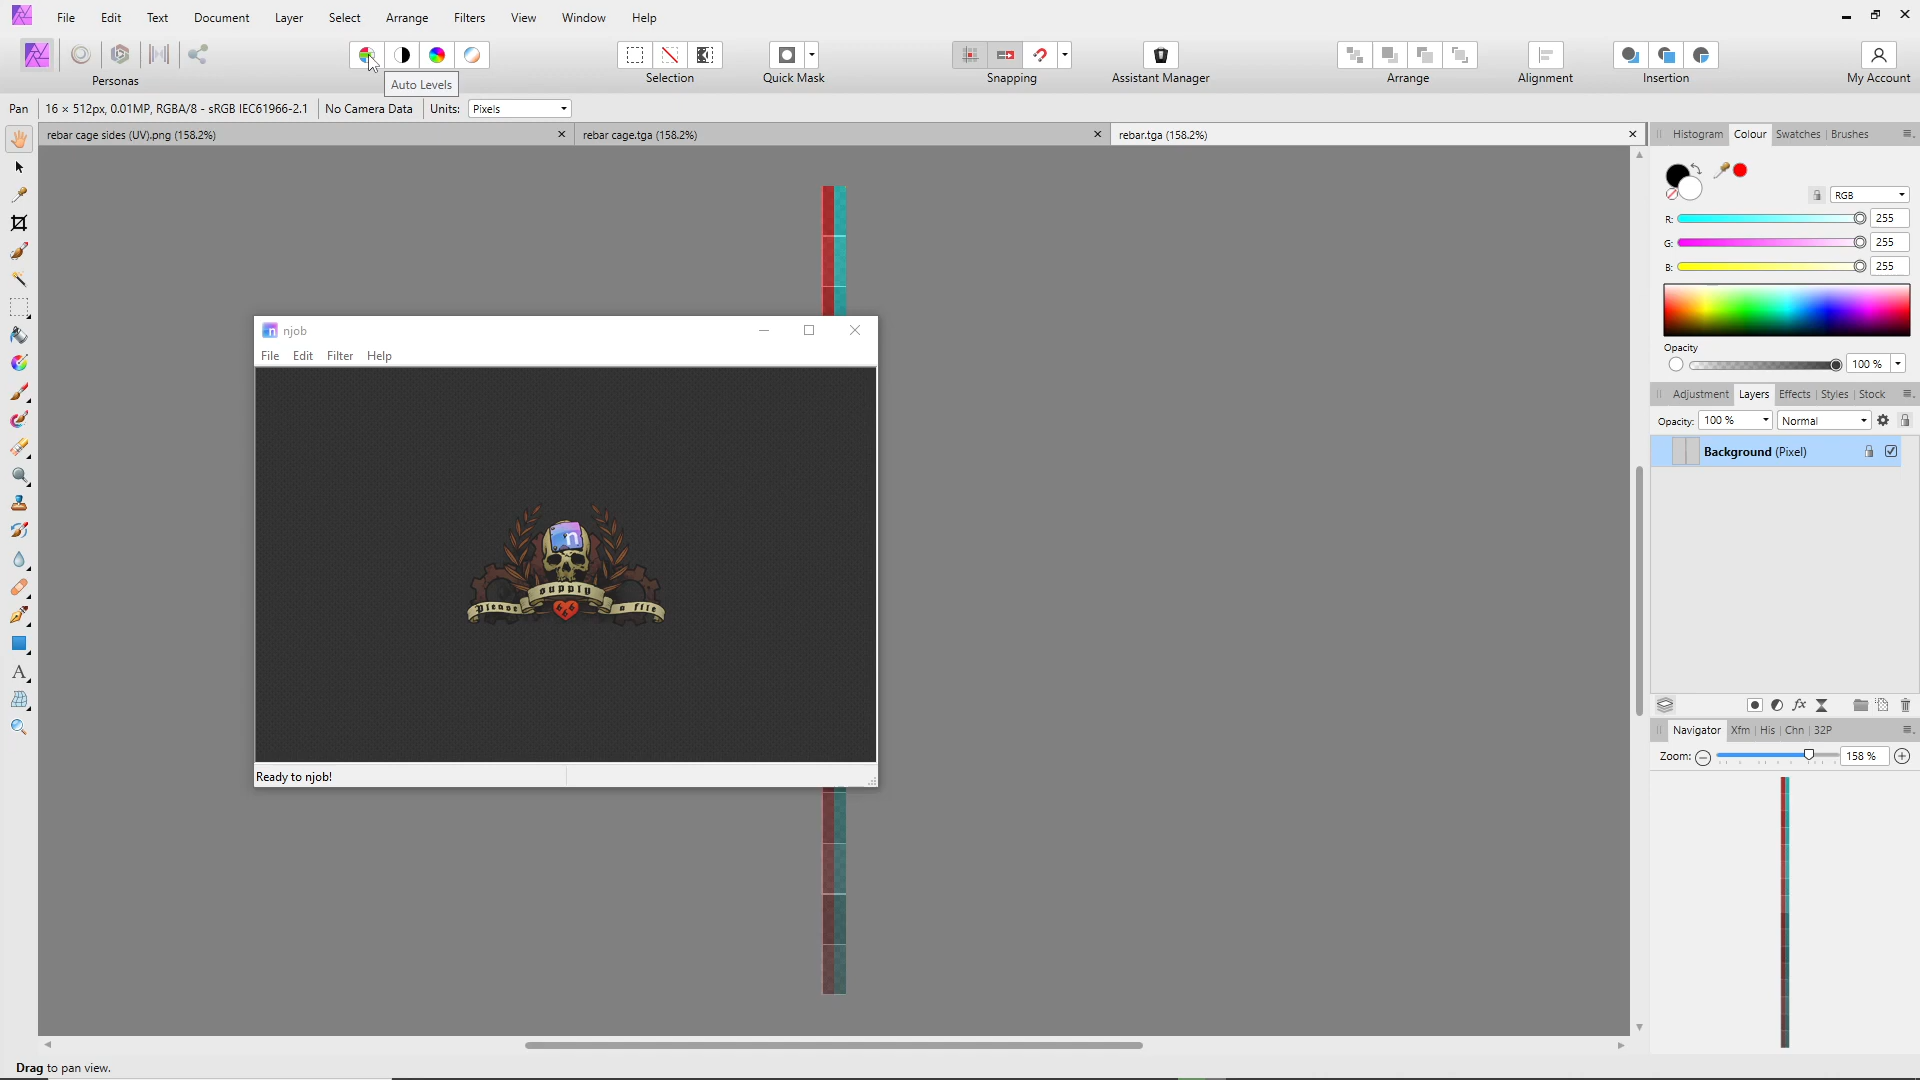 File Edit Text Document Layer Select Arrange Filters View Window Help
Personas
Auto Levels
Selection
Quick Mask
Snapping
Assistant Manager
Arrange
Alignment
Insertion
My Account
Pan 16 × 512px, 0.01MP, RGBA/8 - sRGB IEC61966-2.1 No Camera Data Units: Pixels
rebar cage sides (UV).png (158.2%)
rebar cage.tga (158.2%)
rebar.tga (158.2%)
Histogram Colour Swatches Brushes
RGB
R: 255
G: 255
B: 255
Opacity
100 %
Adjustment Layers Effects Styles Stock
Opacity: 100 % Normal
Background (Pixel)
Navigator Xfm His Chn 32P
Zoom: 158 %
n njob
File Edit Filter Help
n
Please supply a file
666
Ready to njob!
A
Drag to pan view.